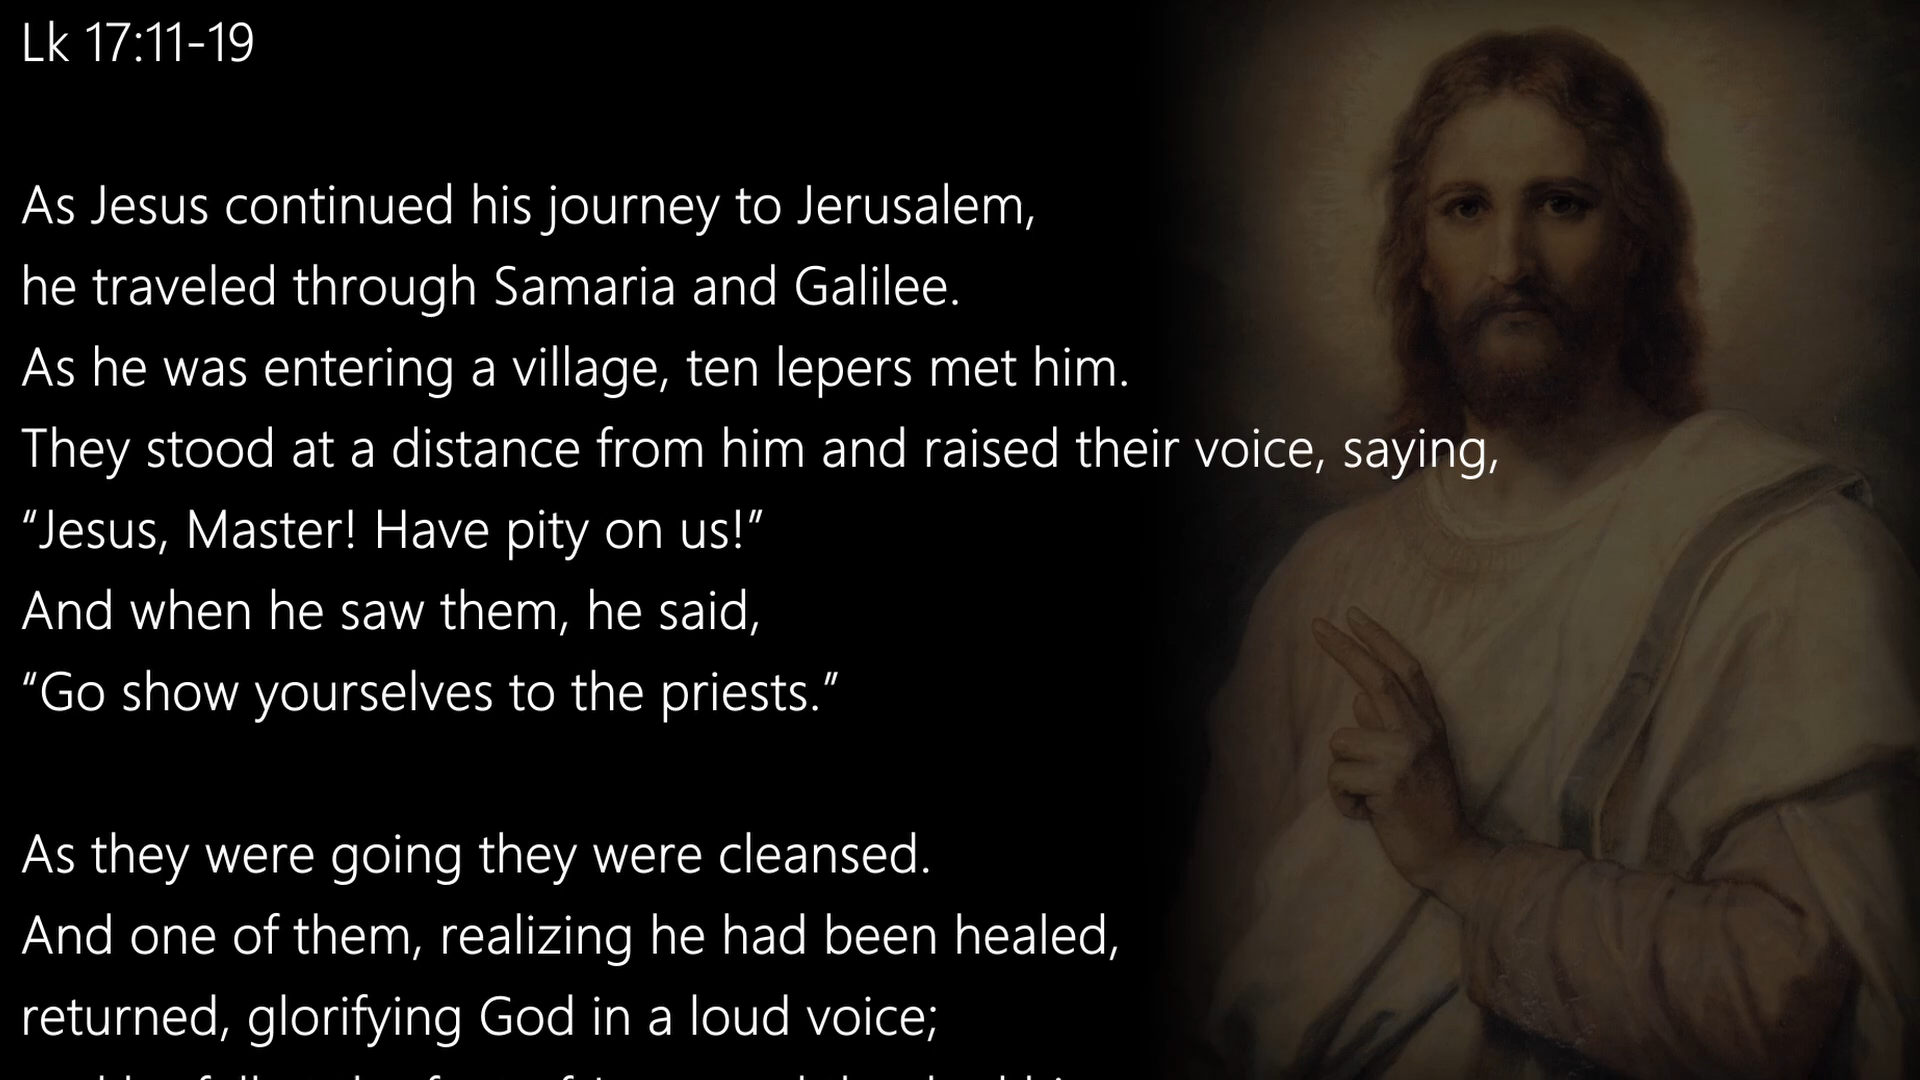 Lk 17:11-19
As Jesus continued his journey to Jerusalem,
he traveled through Samaria and Galilee.
As he was entering a village, ten lepers met him.
They stood at a distance from him and raised their voice, saying,
“Jesus, Master! Have pity on us!”
And when he saw them, he said,
“Go show yourselves to the priests.”
As they were going they were cleansed.
And one of them, realizing he had been healed,
returned, glorifying God in a loud voice;